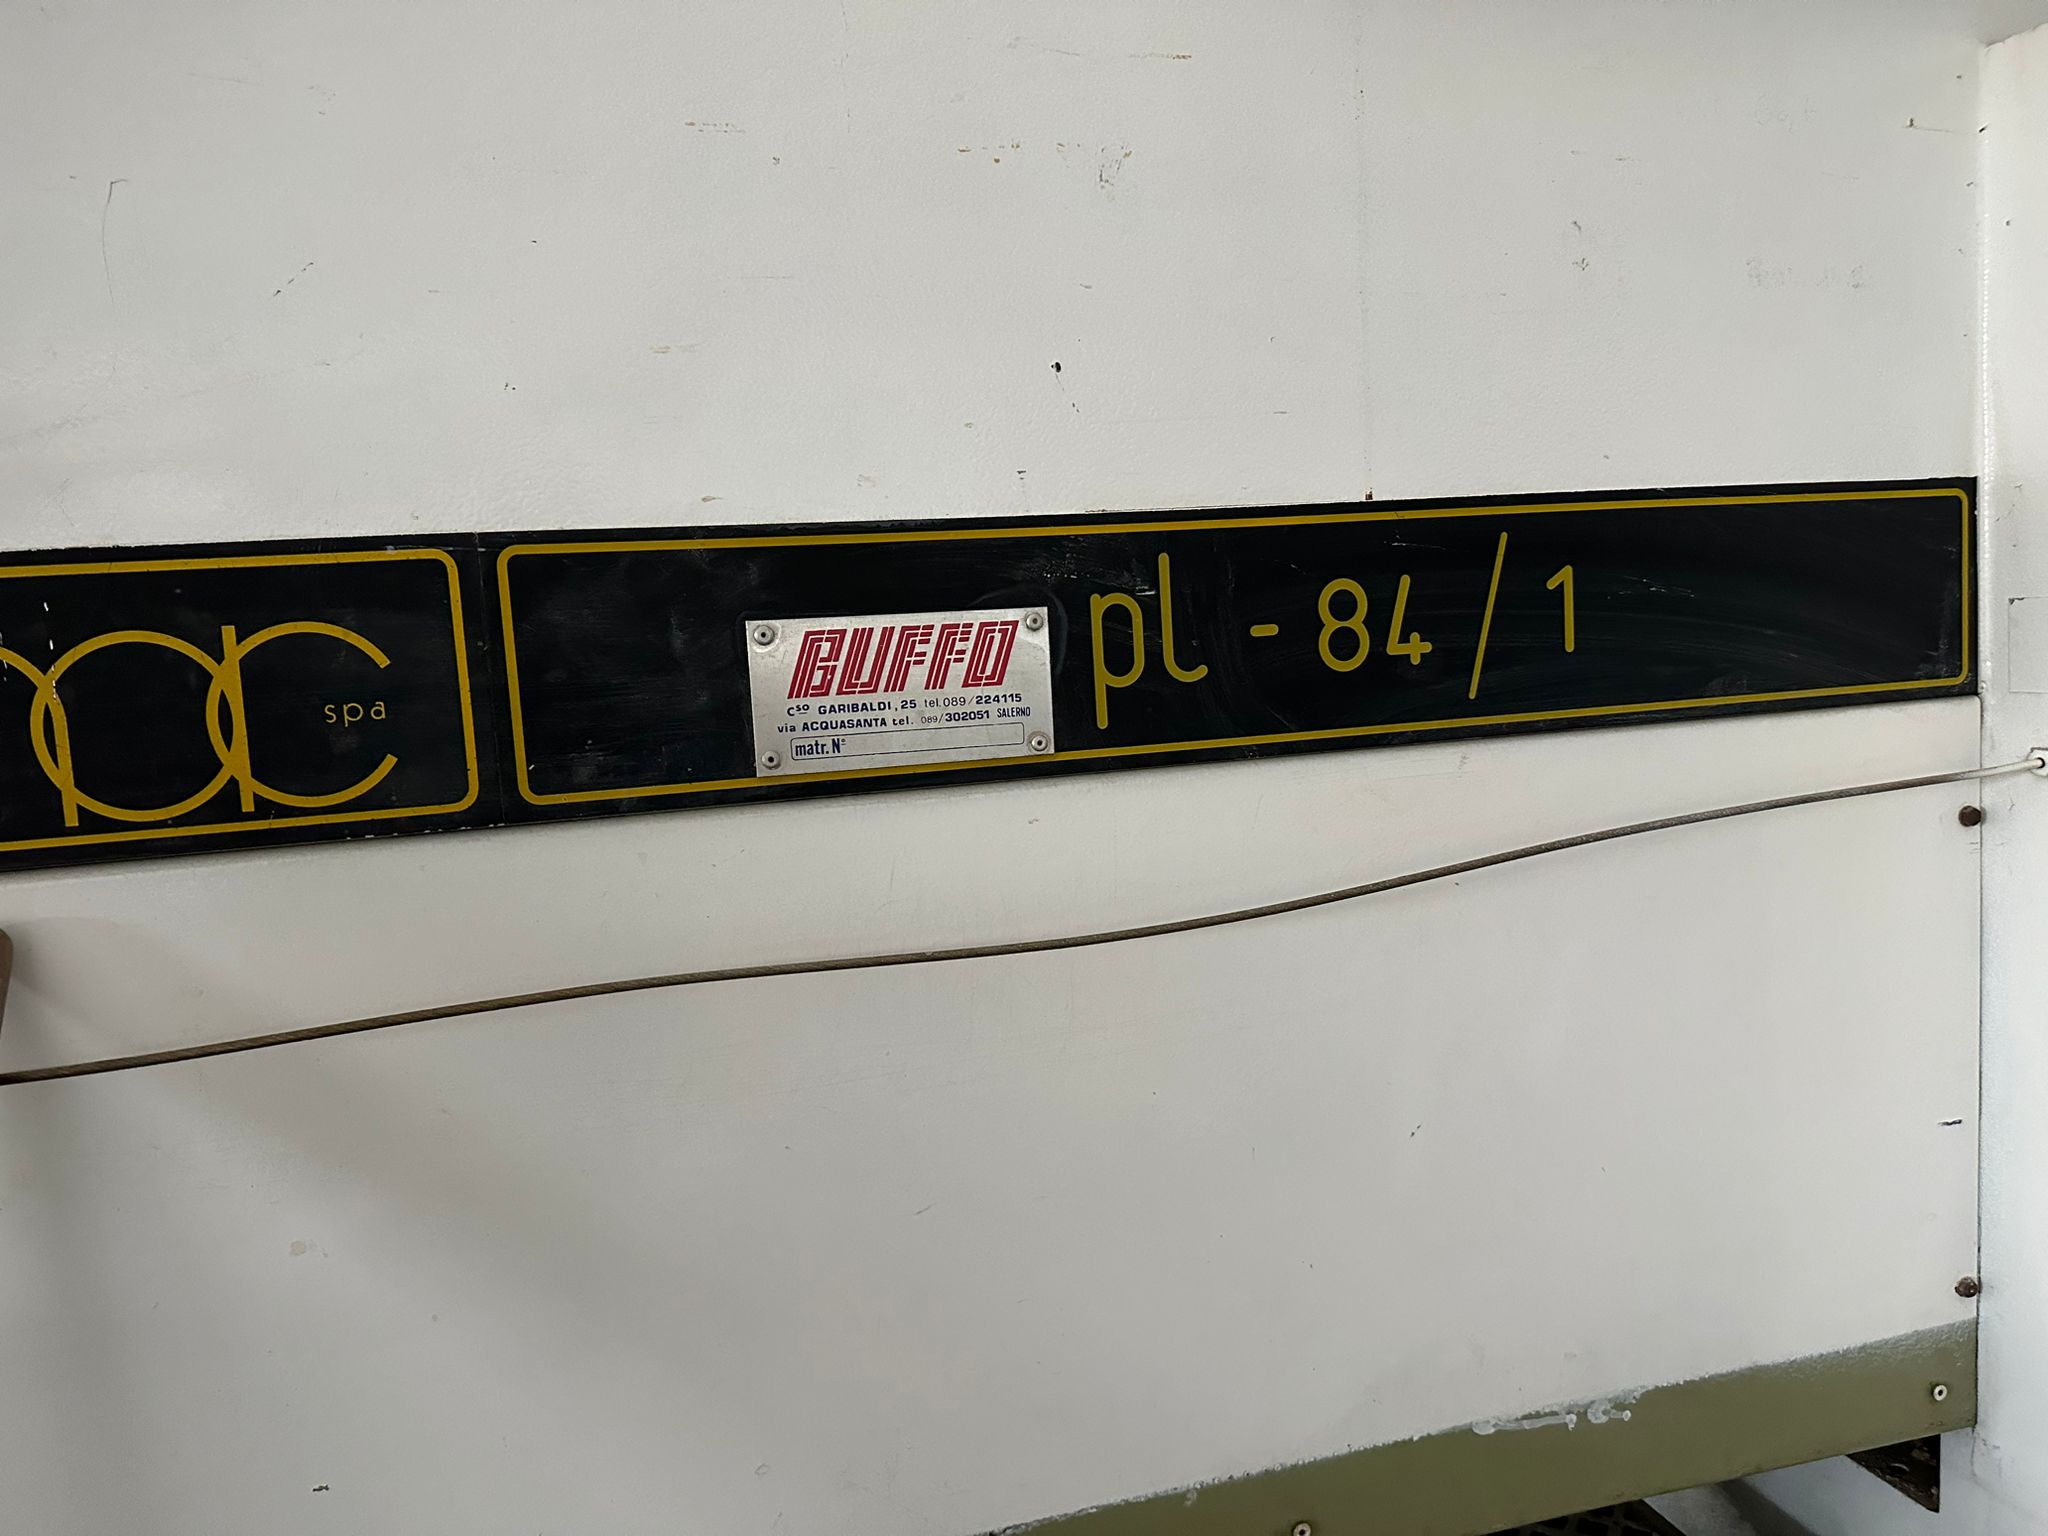 spa
BUFFO
Cso GARIBALDI, 25 tel. 089/224115
via ACQUASANTA tel. 089/302051 SALERNO
matr. N°
pl - 84/1